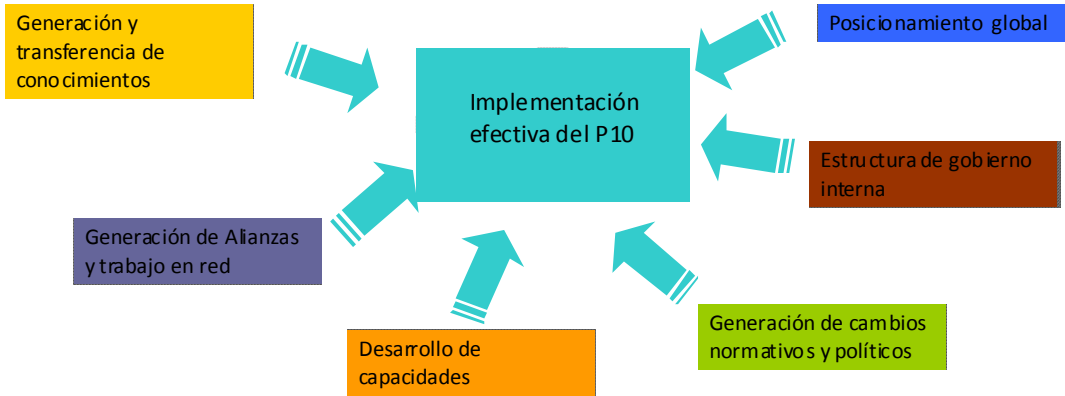 Generación y
transferencia de
conocimientos
Posicionamiento global
Implementación
efectiva del P10
Estructura de gobierno
interna
Generación de Alianzas
y trabajo en red
Generación de cambios
normativos y políticos
Desarrollo de
capacidades